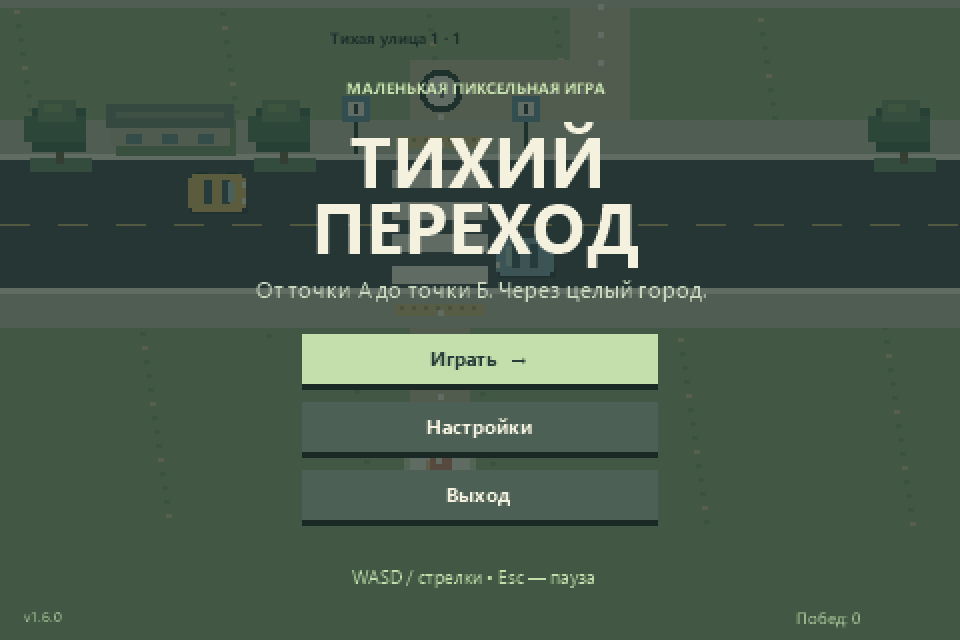 Тихая улица 1 · 1
МАЛЕНЬКАЯ ПИКСЕЛЬНАЯ ИГРА
ТИХИЙ
ПЕРЕХОД
От точки А до точки Б. Через целый город.
Играть →
Настройки
Выход
WASD / стрелки • Esc — пауза
v1.6.0
Побед: 0